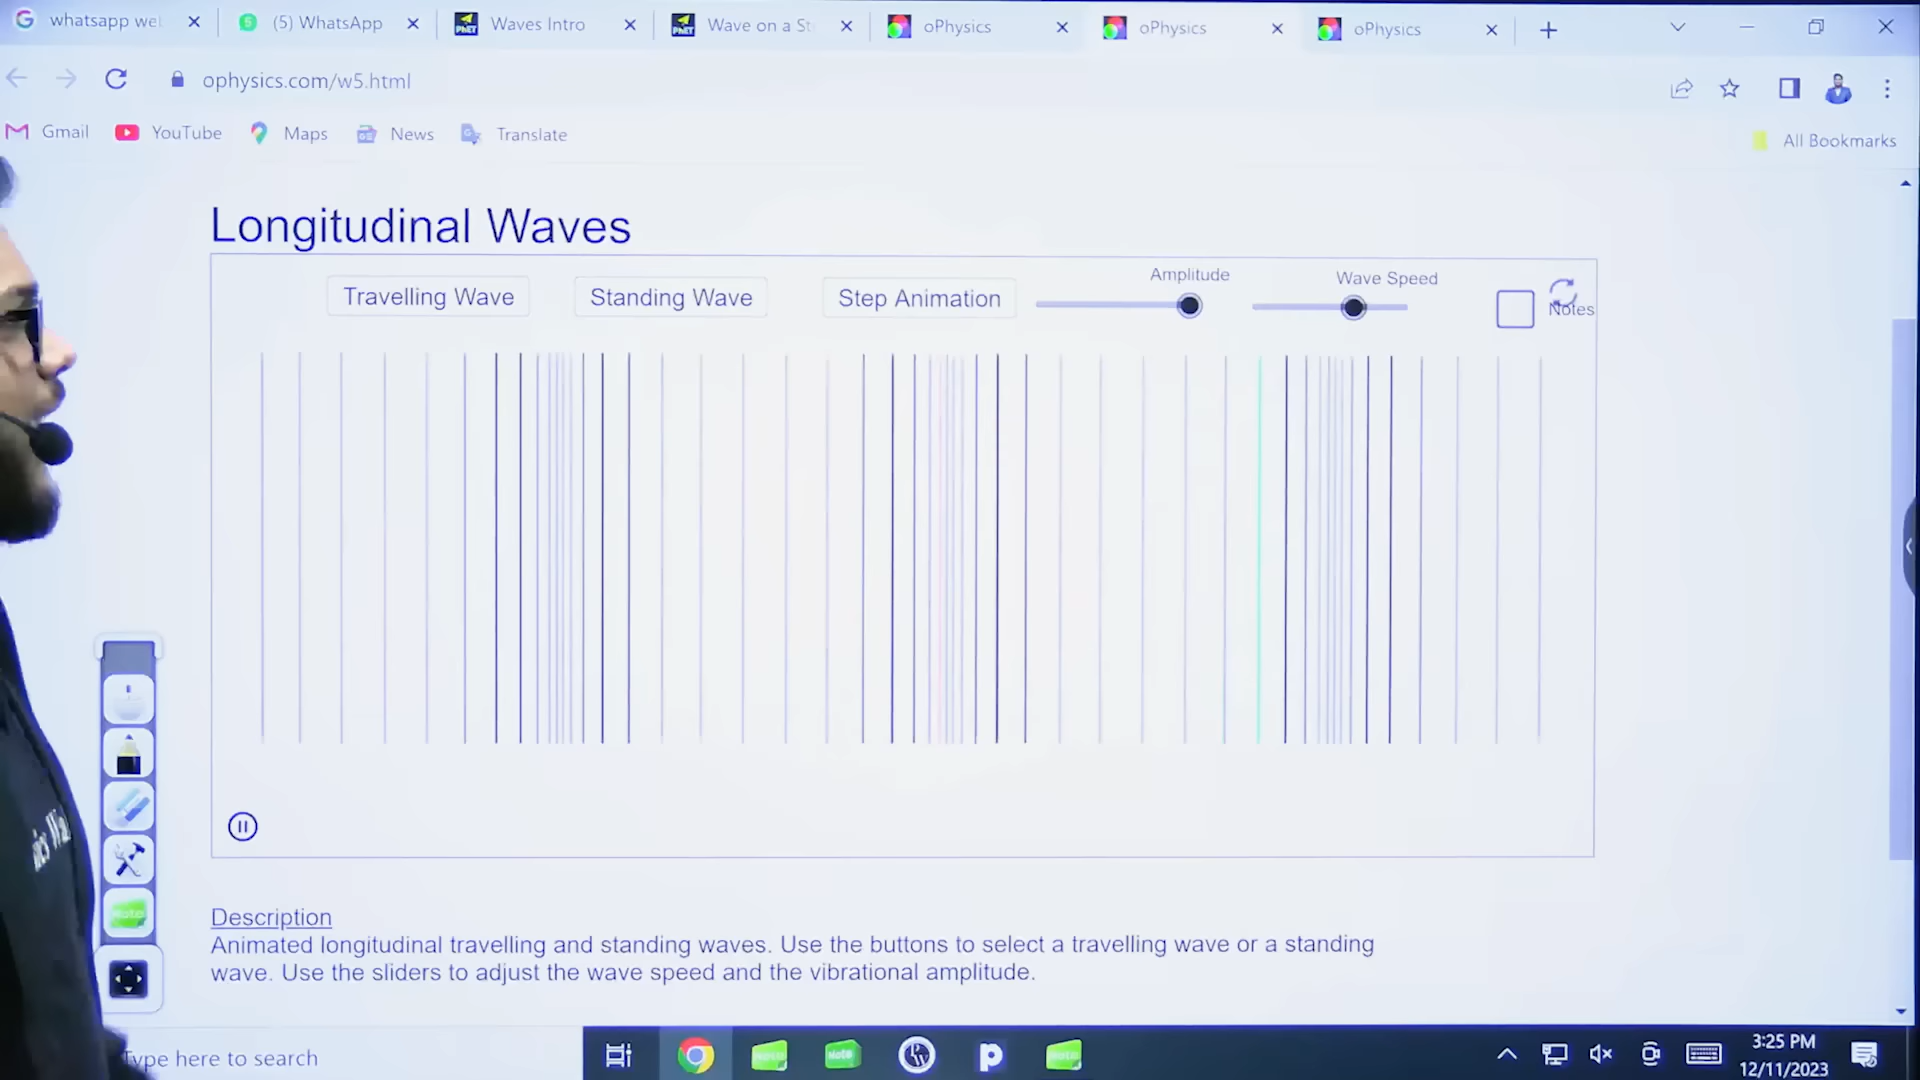 whatsapp we
(5) WhatsApp
Waves Intro
Wave on a St
oPhysics
oPhysics
oPhysics
ophysics.com/w5.html
Gmail
YouTube
Maps
News
Translate
All Bookmarks
Longitudinal Waves
Travelling Wave
Standing Wave
Step Animation
Amplitude
Wave Speed
Notes
Description
Animated longitudinal travelling and standing waves. Use the buttons to select a travelling wave or a standing
wave. Use the sliders to adjust the wave speed and the vibrational amplitude.
Type here to search
3:25 PM
12/11/2023